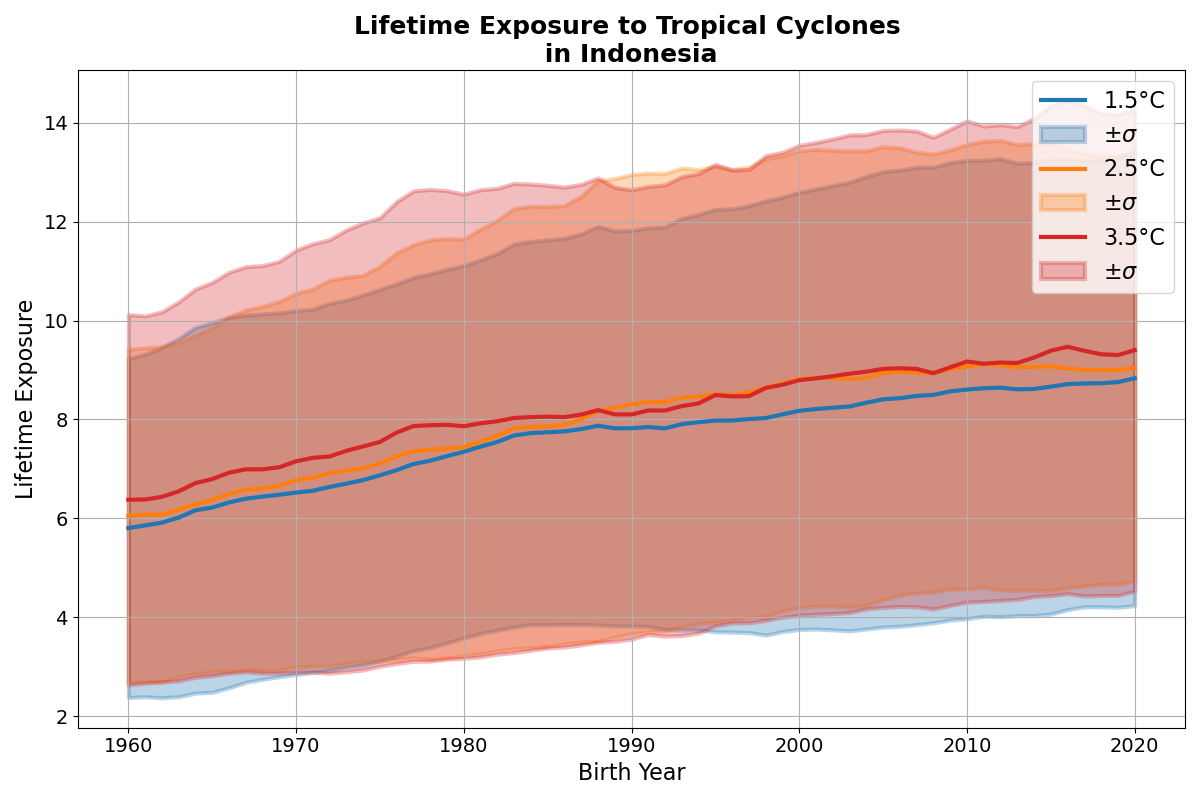 Lifetime Exposure to Tropical Cyclones
in Indonesia
Lifetime Exposure
14
12
10
8
6
4
2
1.5°C
±σ
2.5°C
±σ
3.5°C
±σ
1960 1970 1980 1990 2000 2010 2020
Birth Year